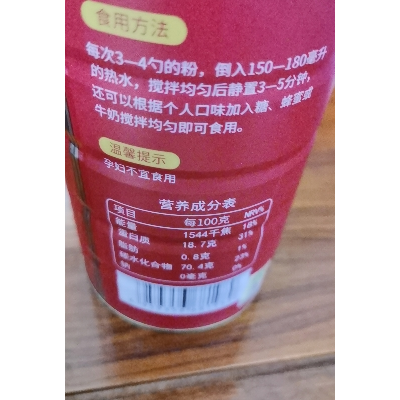 食用方法
每次3—4勺的粉，倒入150—180毫升
的热水，搅拌均匀后静置3—5分钟，
还可以根据个人口味加入糖、蜂蜜或
牛奶搅拌均匀即可食用。
温馨提示
孕妇不宜食用
营养成分表
项目 每100克 NRV%
能量 1544千焦 18%
蛋白质 18.7克 31%
脂肪 0.8克 1%
碳水化合物 70.4克 23%
钠 0毫克 0%